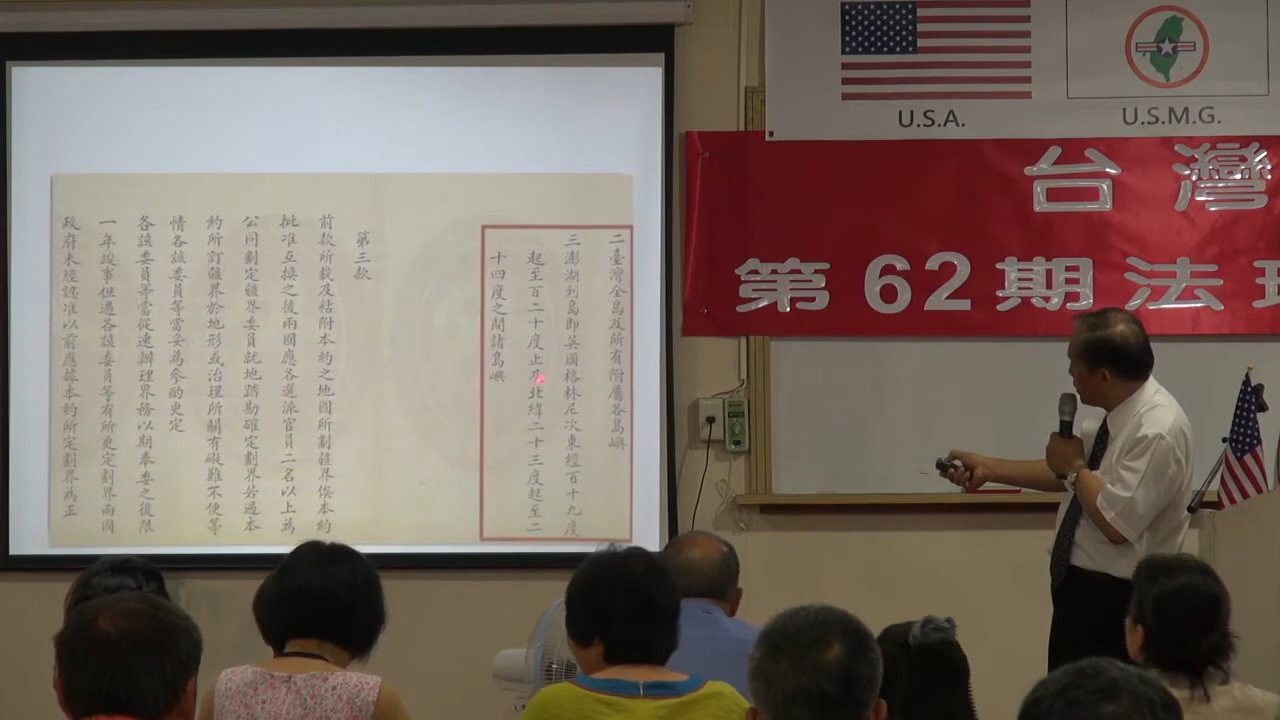 二臺灣全島及所有附屬各島嶼
三澎湖列島即英國格林尼次東經百十九度
起至百二十度止及北緯二十三度起至二
十四度之間諸島嶼
第三款
前款所載及粘附本約之地圖所劃疆界俟本約
批准互換之後兩國應各選派官員二名以上為
公同劃定疆界委員就地踏勘確定劃界若遇本
約所訂疆界於地形或治理所關有礙難不便等
情各該委員等當妥為參酌更定
各該委員等當從速辦理界務以期奉委之後限
一年竣事但遇各該委員等有所更定劃界兩國
政府未經認准以前應據本約所定劃界為正
U.S.A.
U.S.M.G.
台灣
第62期法理